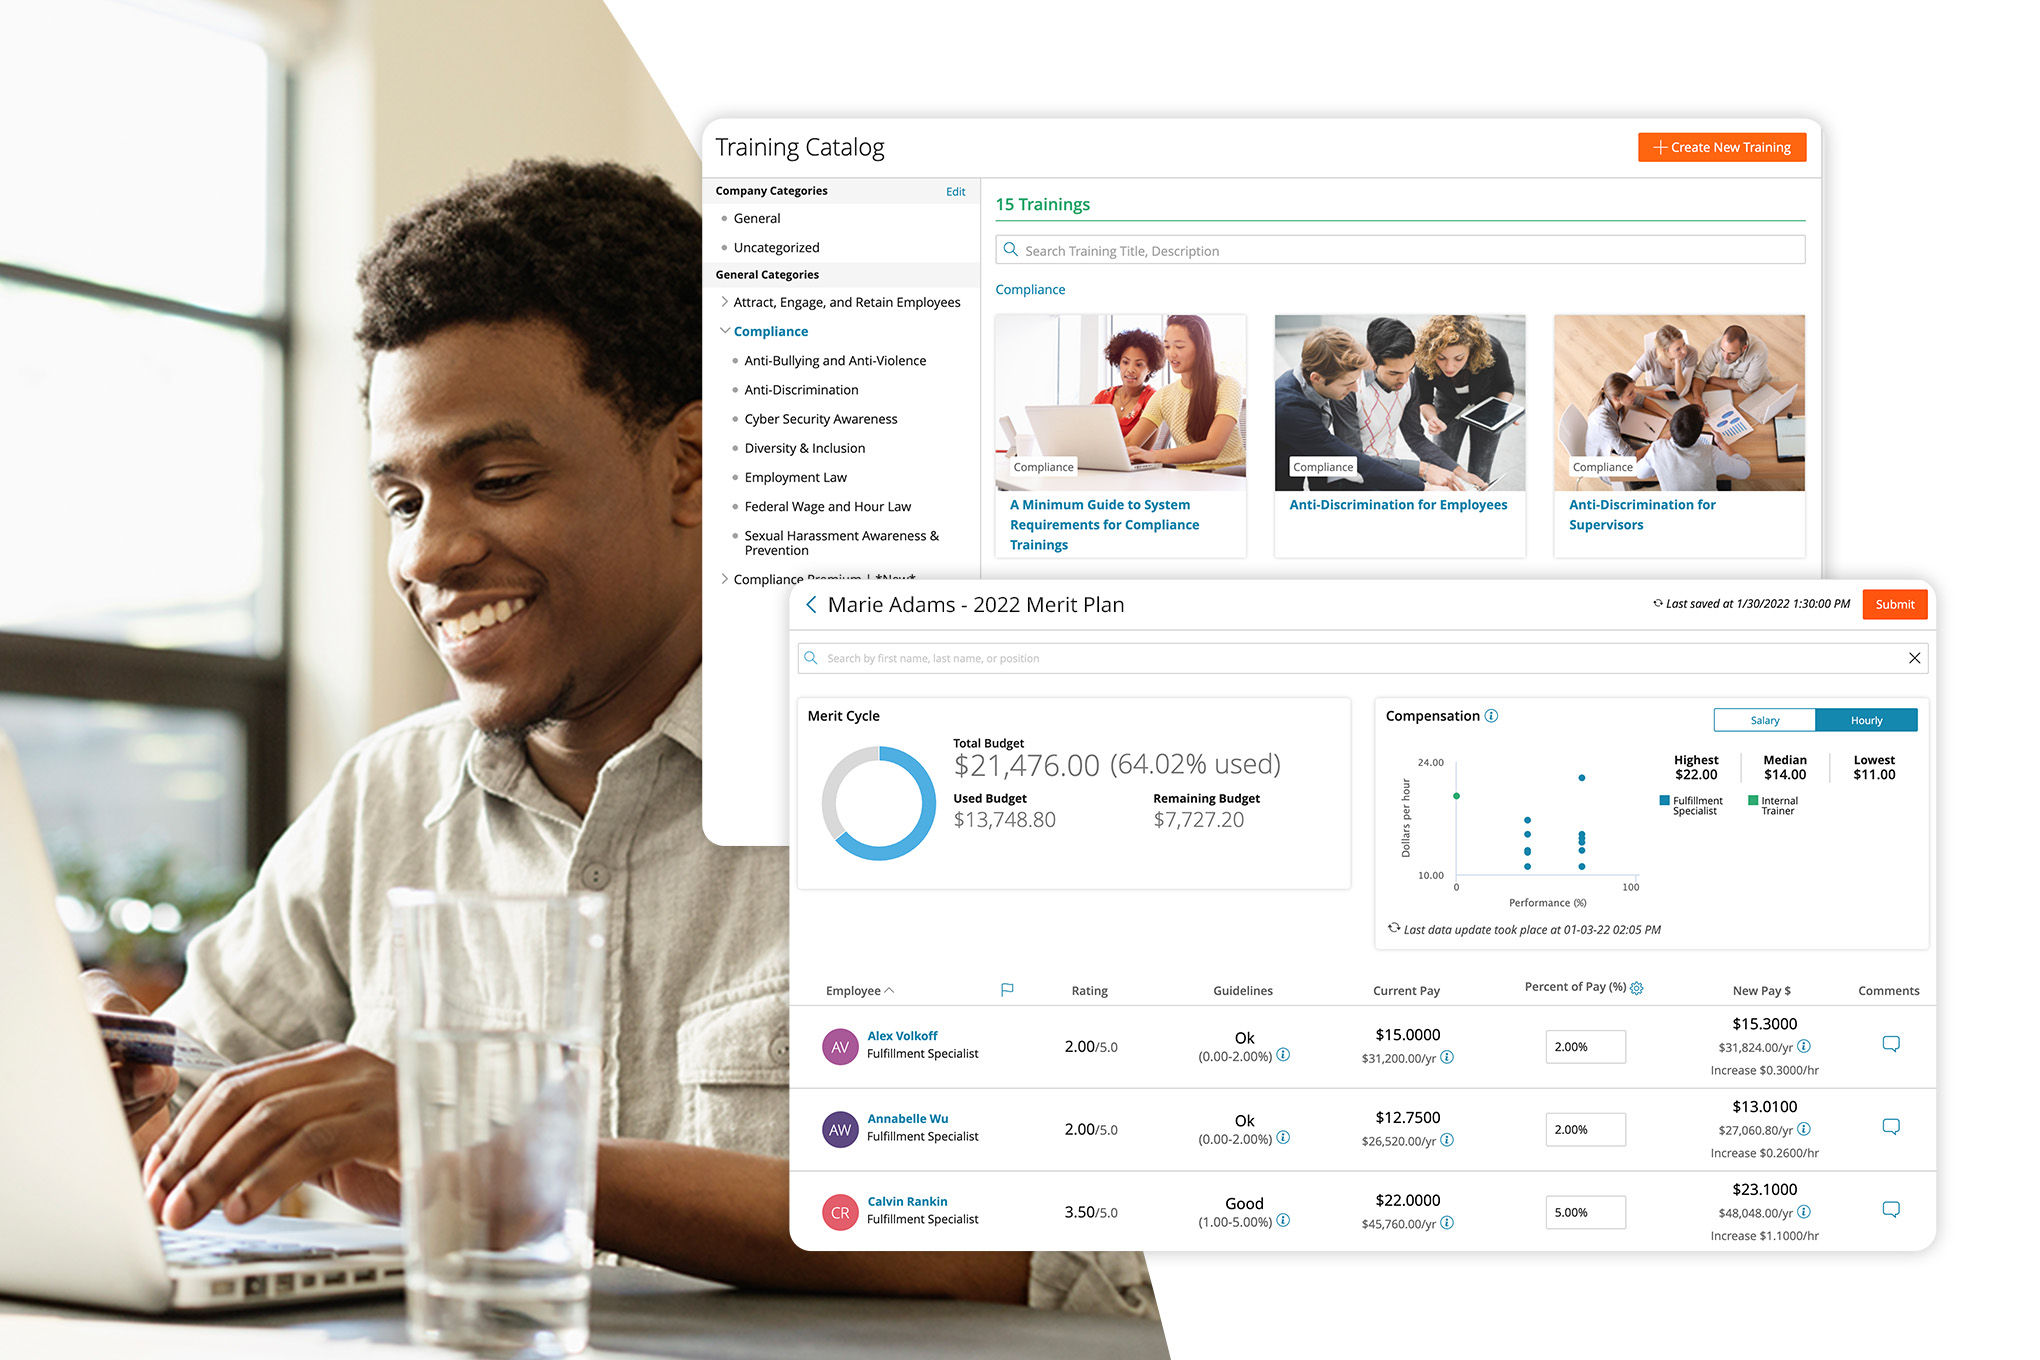 Training Catalog
+ Create New Training
Company Categories
Edit
General
Uncategorized
General Categories
Attract, Engage, and Retain Employees
Compliance
Anti-Bullying and Anti-Violence
Anti-Discrimination
Cyber Security Awareness
Diversity & Inclusion
Employment Law
Federal Wage and Hour Law
Sexual Harassment Awareness &
Prevention
Compliance Premium | *New*
15 Trainings
Search Training Title, Description
Compliance
Compliance
A Minimum Guide to System
Requirements for Compliance
Trainings
Compliance
Anti-Discrimination for Employees
Compliance
Anti-Discrimination for
Supervisors
Marie Adams - 2022 Merit Plan
Last saved at 1/30/2022 1:30:00 PM
Submit
Search by first name, last name, or position
Merit Cycle
Total Budget
$21,476.00 (64.02% used)
Used Budget
$13,748.80
Remaining Budget
$7,727.20
Compensation
Salary
Hourly
24.00
Dollars per hour
10.00
0
100
Performance (%)
Highest
$22.00
Median
$14.00
Lowest
$11.00
Fulfillment
Specialist
Internal
Trainer
Last data update took place at 01-03-22 02:05 PM
Employee
Rating
Guidelines
Current Pay
Percent of Pay (%)
New Pay $
Comments
AV
Alex Volkoff
Fulfillment Specialist
2.00/5.0
Ok
(0.00-2.00%)
$15.0000
$31,200.00/yr
2.00%
$15.3000
$31,824.00/yr
Increase $0.3000/hr
AW
Annabelle Wu
Fulfillment Specialist
2.00/5.0
Ok
(0.00-2.00%)
$12.7500
$26,520.00/yr
2.00%
$13.0100
$27,060.80/yr
Increase $0.2600/hr
CR
Calvin Rankin
Fulfillment Specialist
3.50/5.0
Good
(1.00-5.00%)
$22.0000
$45,760.00/yr
5.00%
$23.1000
$48,048.00/yr
Increase $1.1000/hr